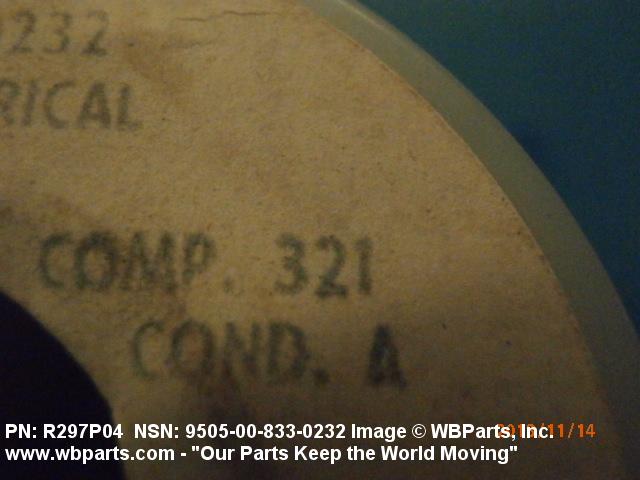 0232
RICAL
COMP. 321
COND. A
PN: R297P04 NSN: 9505-00-833-0232 Image © WBParts, Inc.
www.wbparts.com - "Our Parts Keep the World Moving"